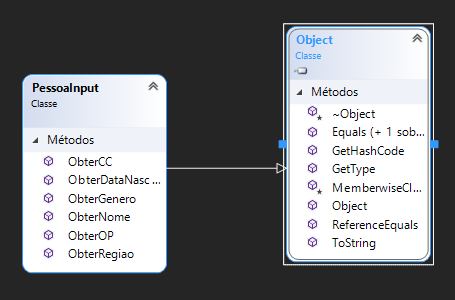 PessoaInput
Classe
Métodos
ObterCC
ObterDataNasc ...
ObterGenero
ObterNome
ObterOP
ObterRegiao
Object
Classe
Métodos
~Object
Equals (+ 1 sob...
GetHashCode
GetType
MemberwiseCl...
Object
ReferenceEquals
ToString